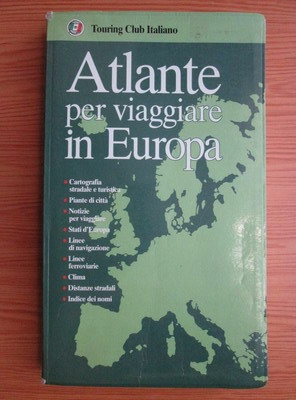 Touring Club Italiano
Atlante
per viaggiare
in Europa
Cartografia
stradale e turistica
Piante di città
Notizie
per viaggiare
Stati d'Europa
Linee
di navigazione
Linee
ferroviarie
Clima
Distanze stradali
Indice dei nomi